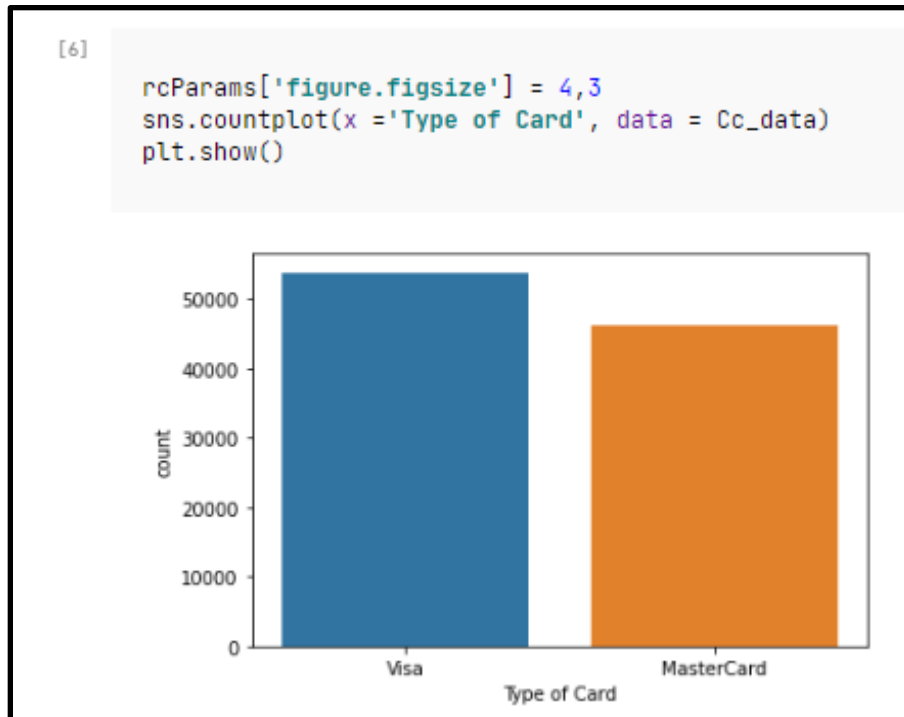 [6]
rcParams['figure.figsize'] = 4,3
sns.countplot(x ='Type of Card', data = Cc_data)
plt.show()
50000
40000
30000
20000
10000
0
count
Visa MasterCard
Type of Card